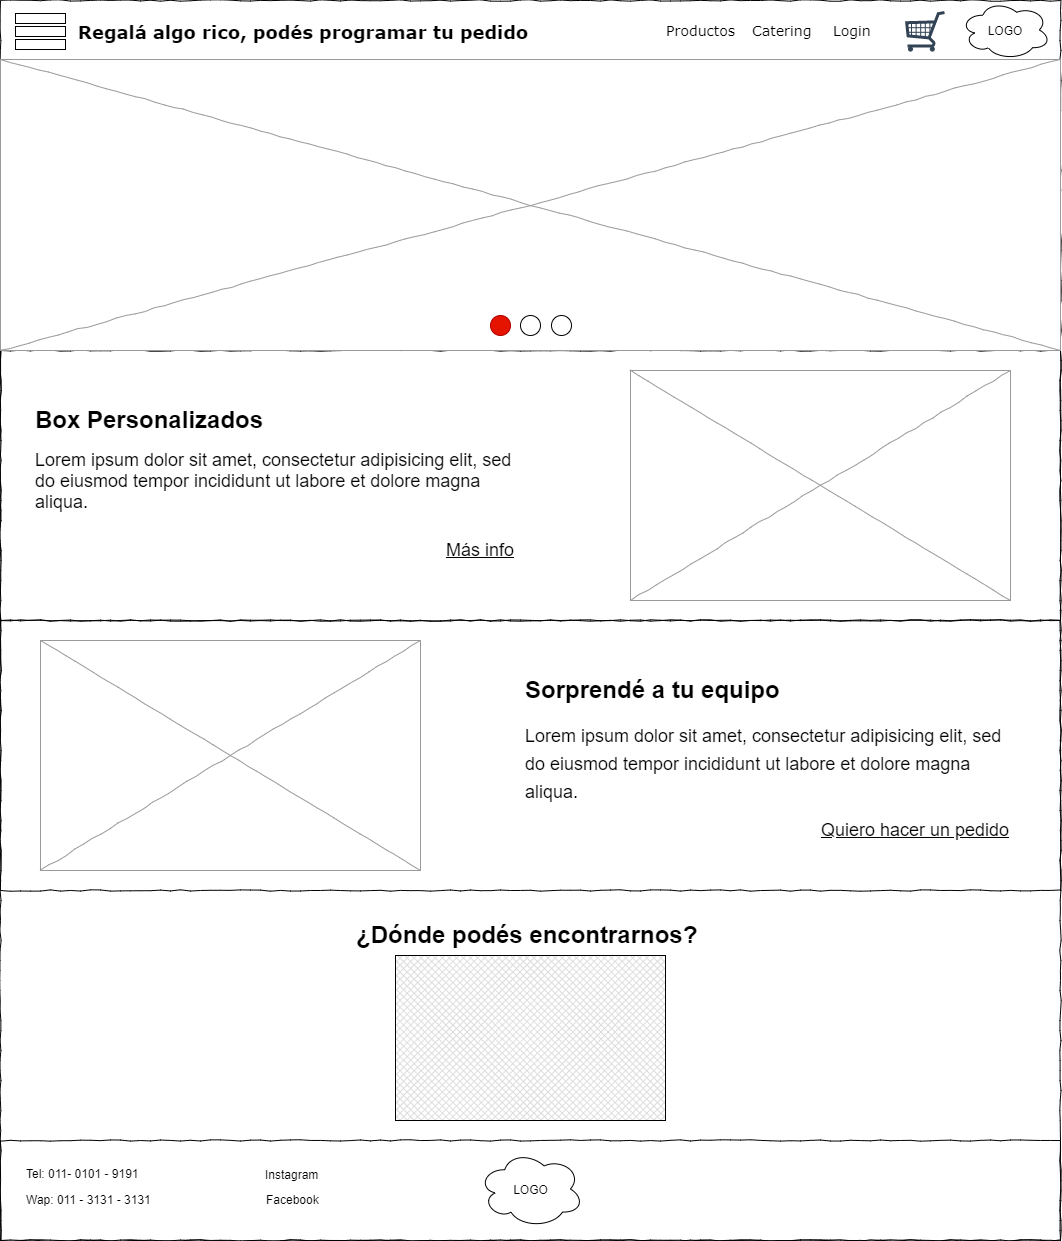 Regalá algo rico, podés programar tu pedido
Productos
Catering
Login
LOGO
Box Personalizados
Lorem ipsum dolor sit amet, consectetur adipisicing elit, sed
do eiusmod tempor incididunt ut labore et dolore magna
aliqua.
Más info
Sorprendé a tu equipo
Lorem ipsum dolor sit amet, consectetur adipisicing elit, sed
do eiusmod tempor incididunt ut labore et dolore magna
aliqua.
Quiero hacer un pedido
¿Dónde podés encontrarnos?
Tel: 011- 0101 - 9191
Wap: 011 - 3131 - 3131
Instagram
Facebook
LOGO